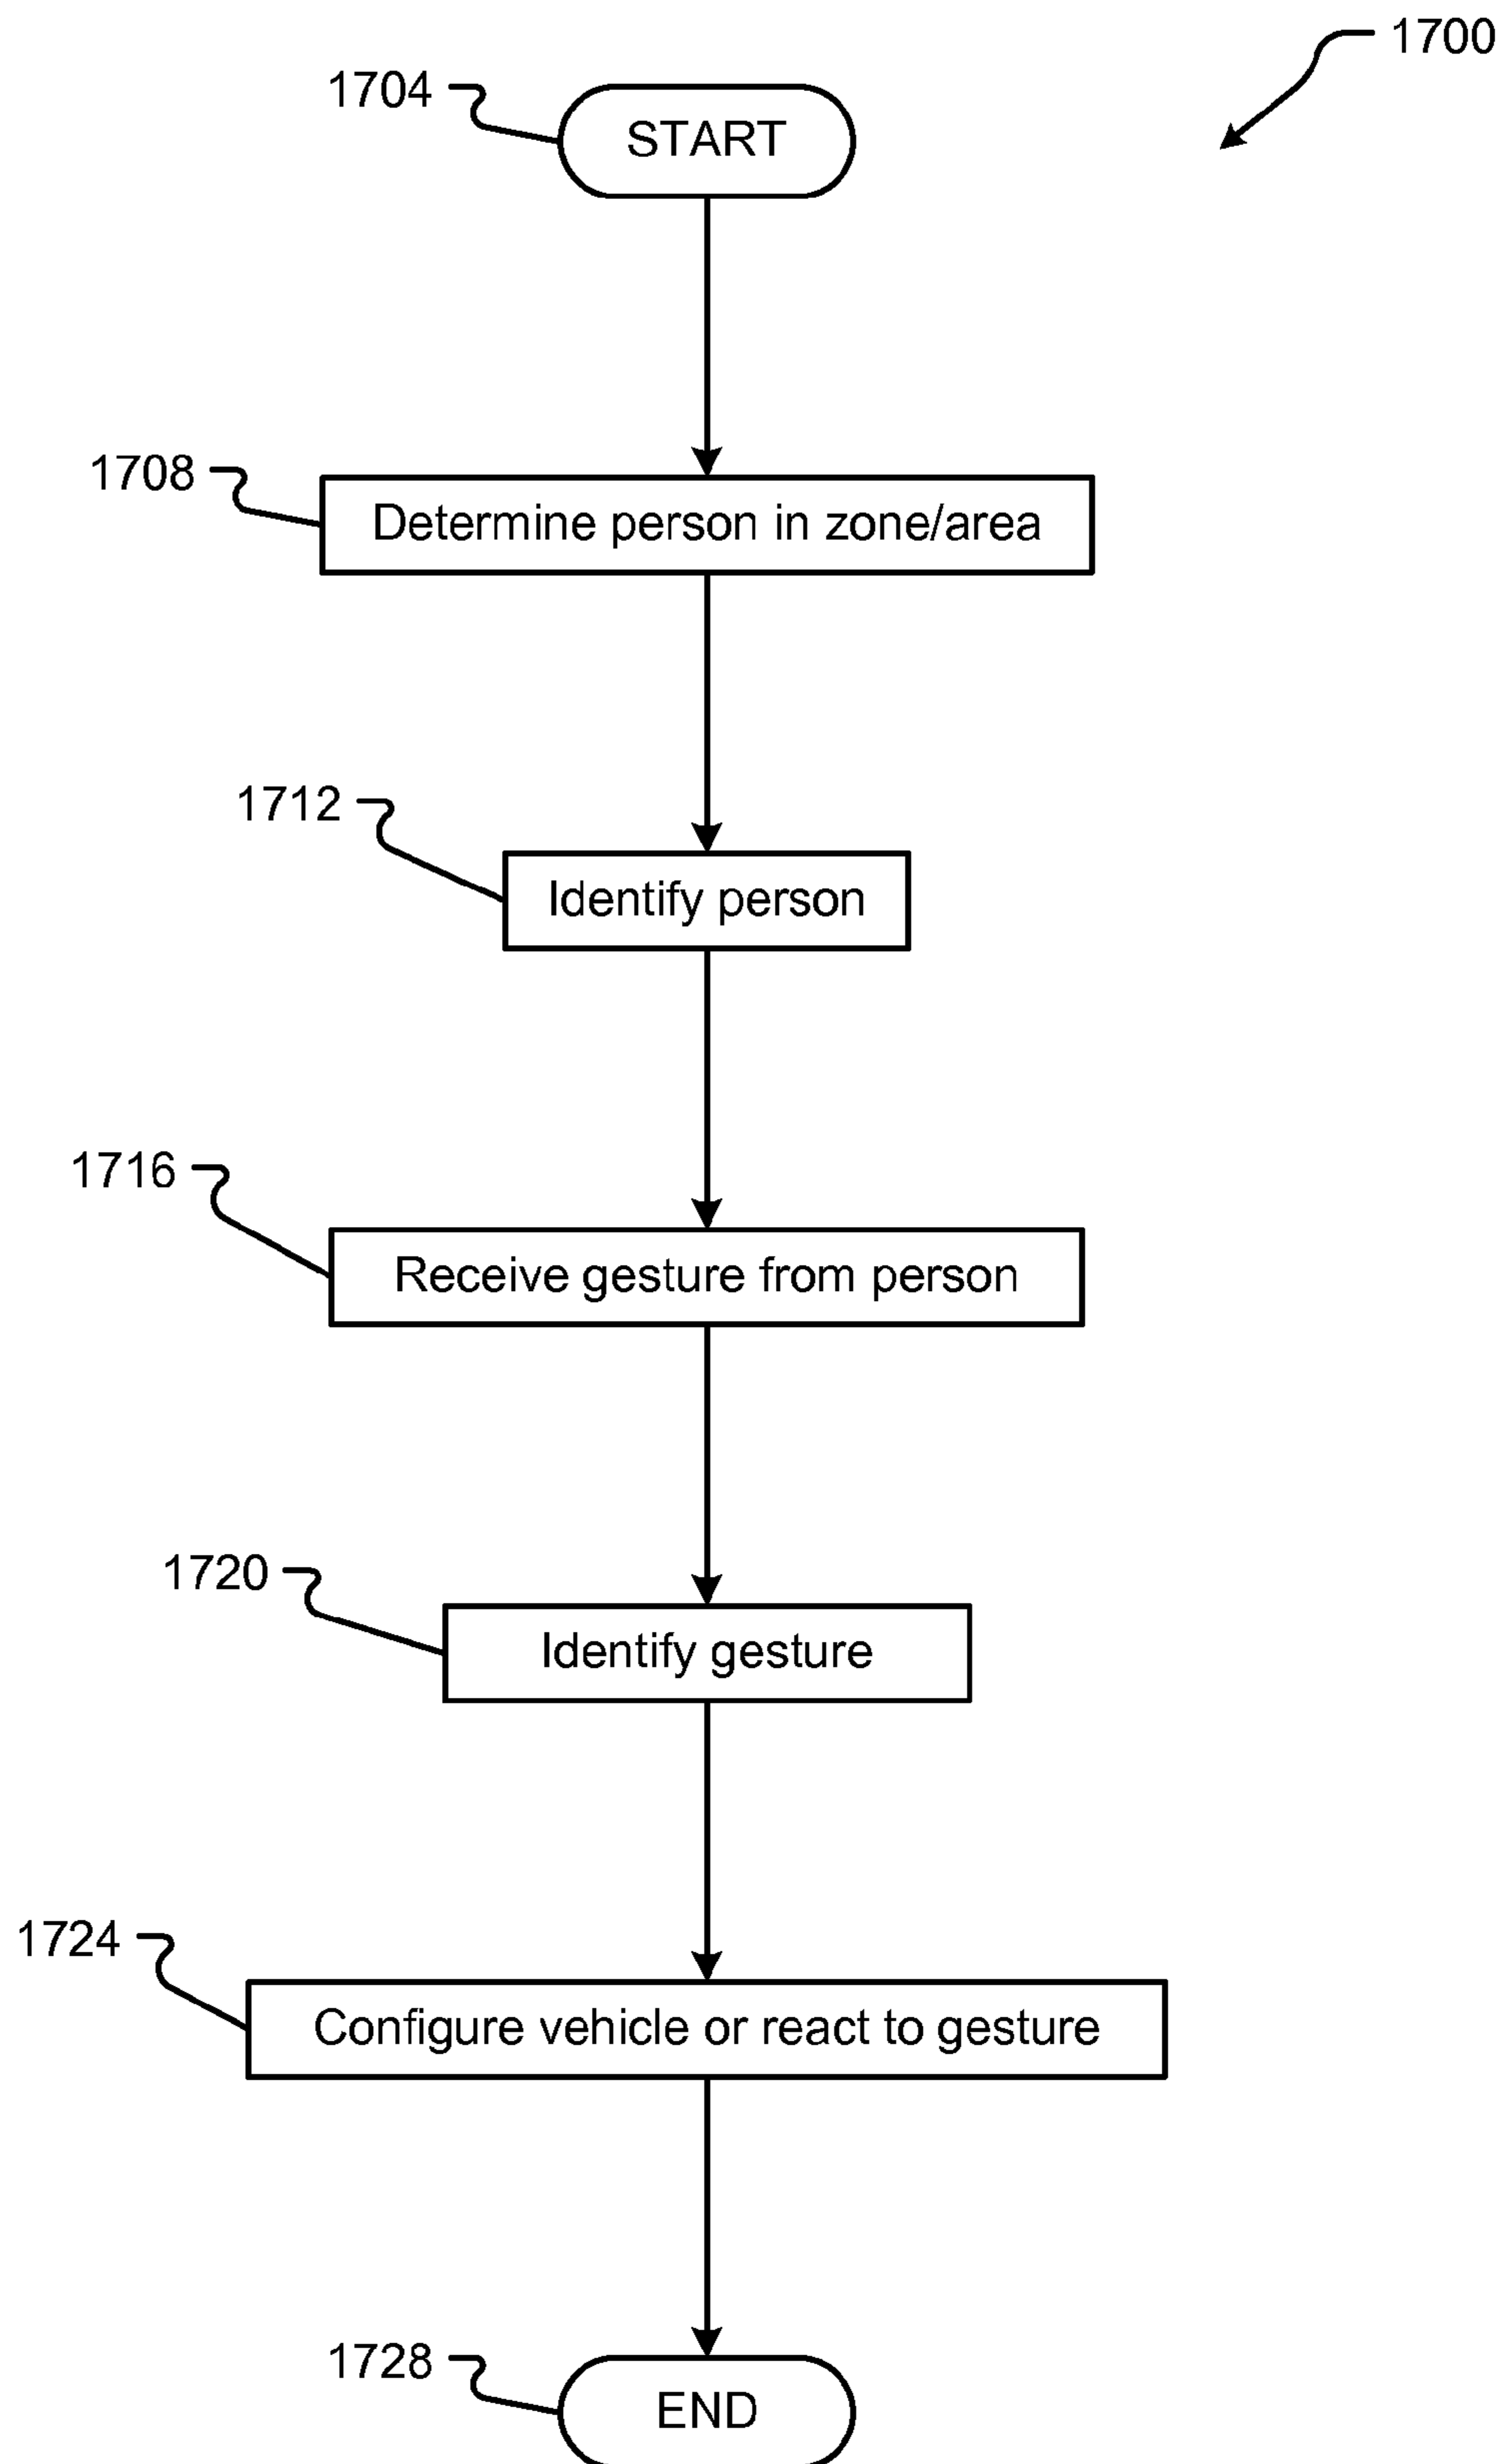 1700
1704
START
1708
Determine person in zone/area
1712
Identify person
1716
Receive gesture from person
1720
Identify gesture
1724
Configure vehicle or react to gesture
1728
END